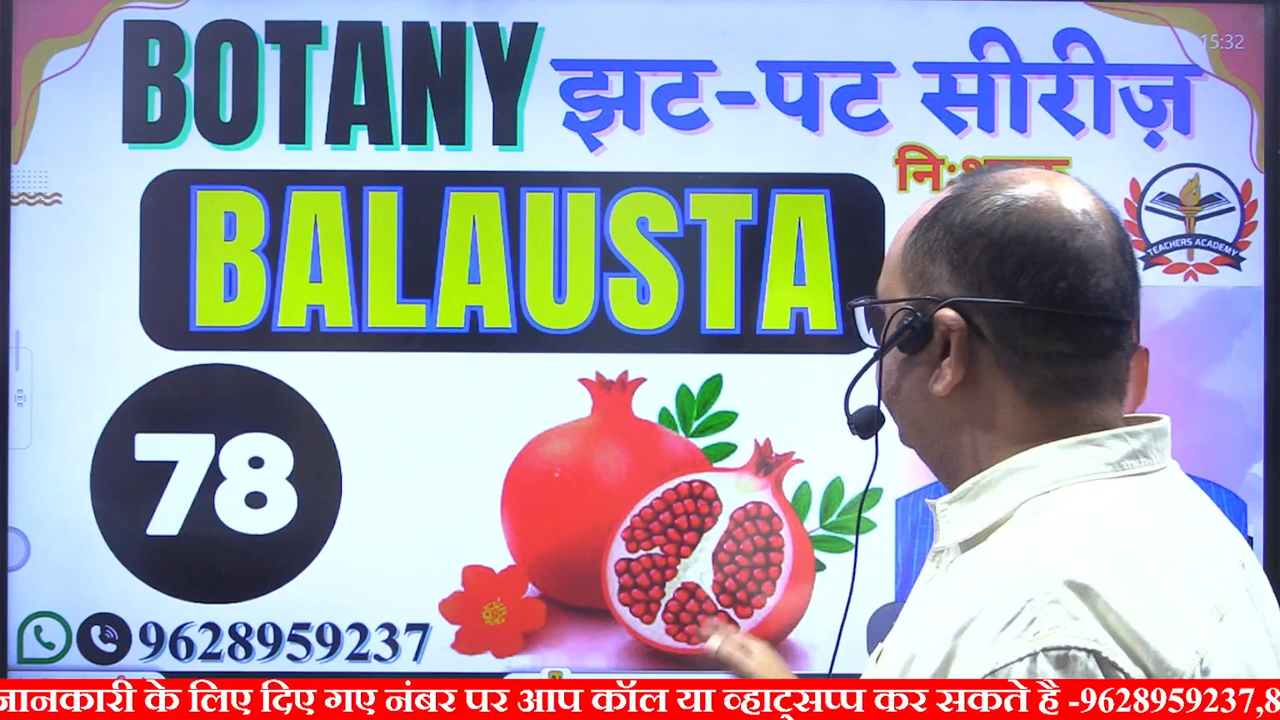 15:32
BOTANY झट-पट सीरीज़
BALAUSTA
TEACHERS ACADEMY
78
9628959237
जानकारी के लिए दिए गए नंबर पर आप कॉल या व्हाट्सप्प कर सकते है -9628959237,8